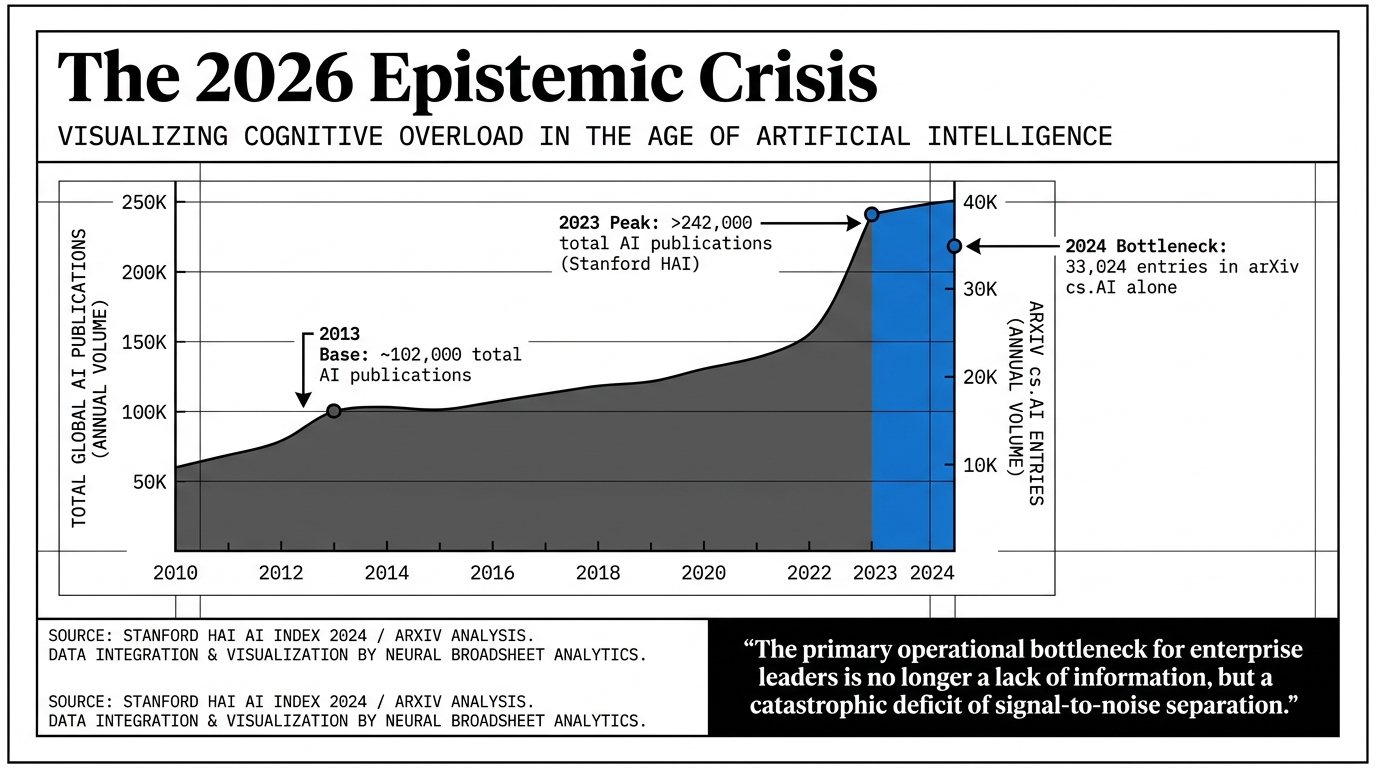 The 2026 Epistemic Crisis
VISUALIZING COGNITIVE OVERLOAD IN THE AGE OF ARTIFICIAL INTELLIGENCE
TOTAL GLOBAL AI PUBLICATIONS
(ANNUAL VOLUME)
250K
200K
150K
100K
50K
2013
Base: ~102,000 total
AI publications
2023 Peak: >242,000
total AI publications
(Stanford HAI)
40K
30K
20K
10K
ARXIV cs.AI ENTRIES
(ANNUAL VOLUME)
2024 Bottleneck:
33,024 entries in arXiv
cs.AI alone
2010 2012 2014 2016 2018 2020 2022 2023 2024
SOURCE: STANFORD HAI AI INDEX 2024 / ARXIV ANALYSIS.
DATA INTEGRATION & VISUALIZATION BY NEURAL BROADSHEET ANALYTICS.
SOURCE: STANFORD HAI AI INDEX 2024 / ARXIV ANALYSIS.
DATA INTEGRATION & VISUALIZATION BY NEURAL BROADSHEET ANALYTICS.
“The primary operational bottleneck for enterprise
leaders is no longer a lack of information, but a
catastrophic deficit of signal-to-noise separation.”